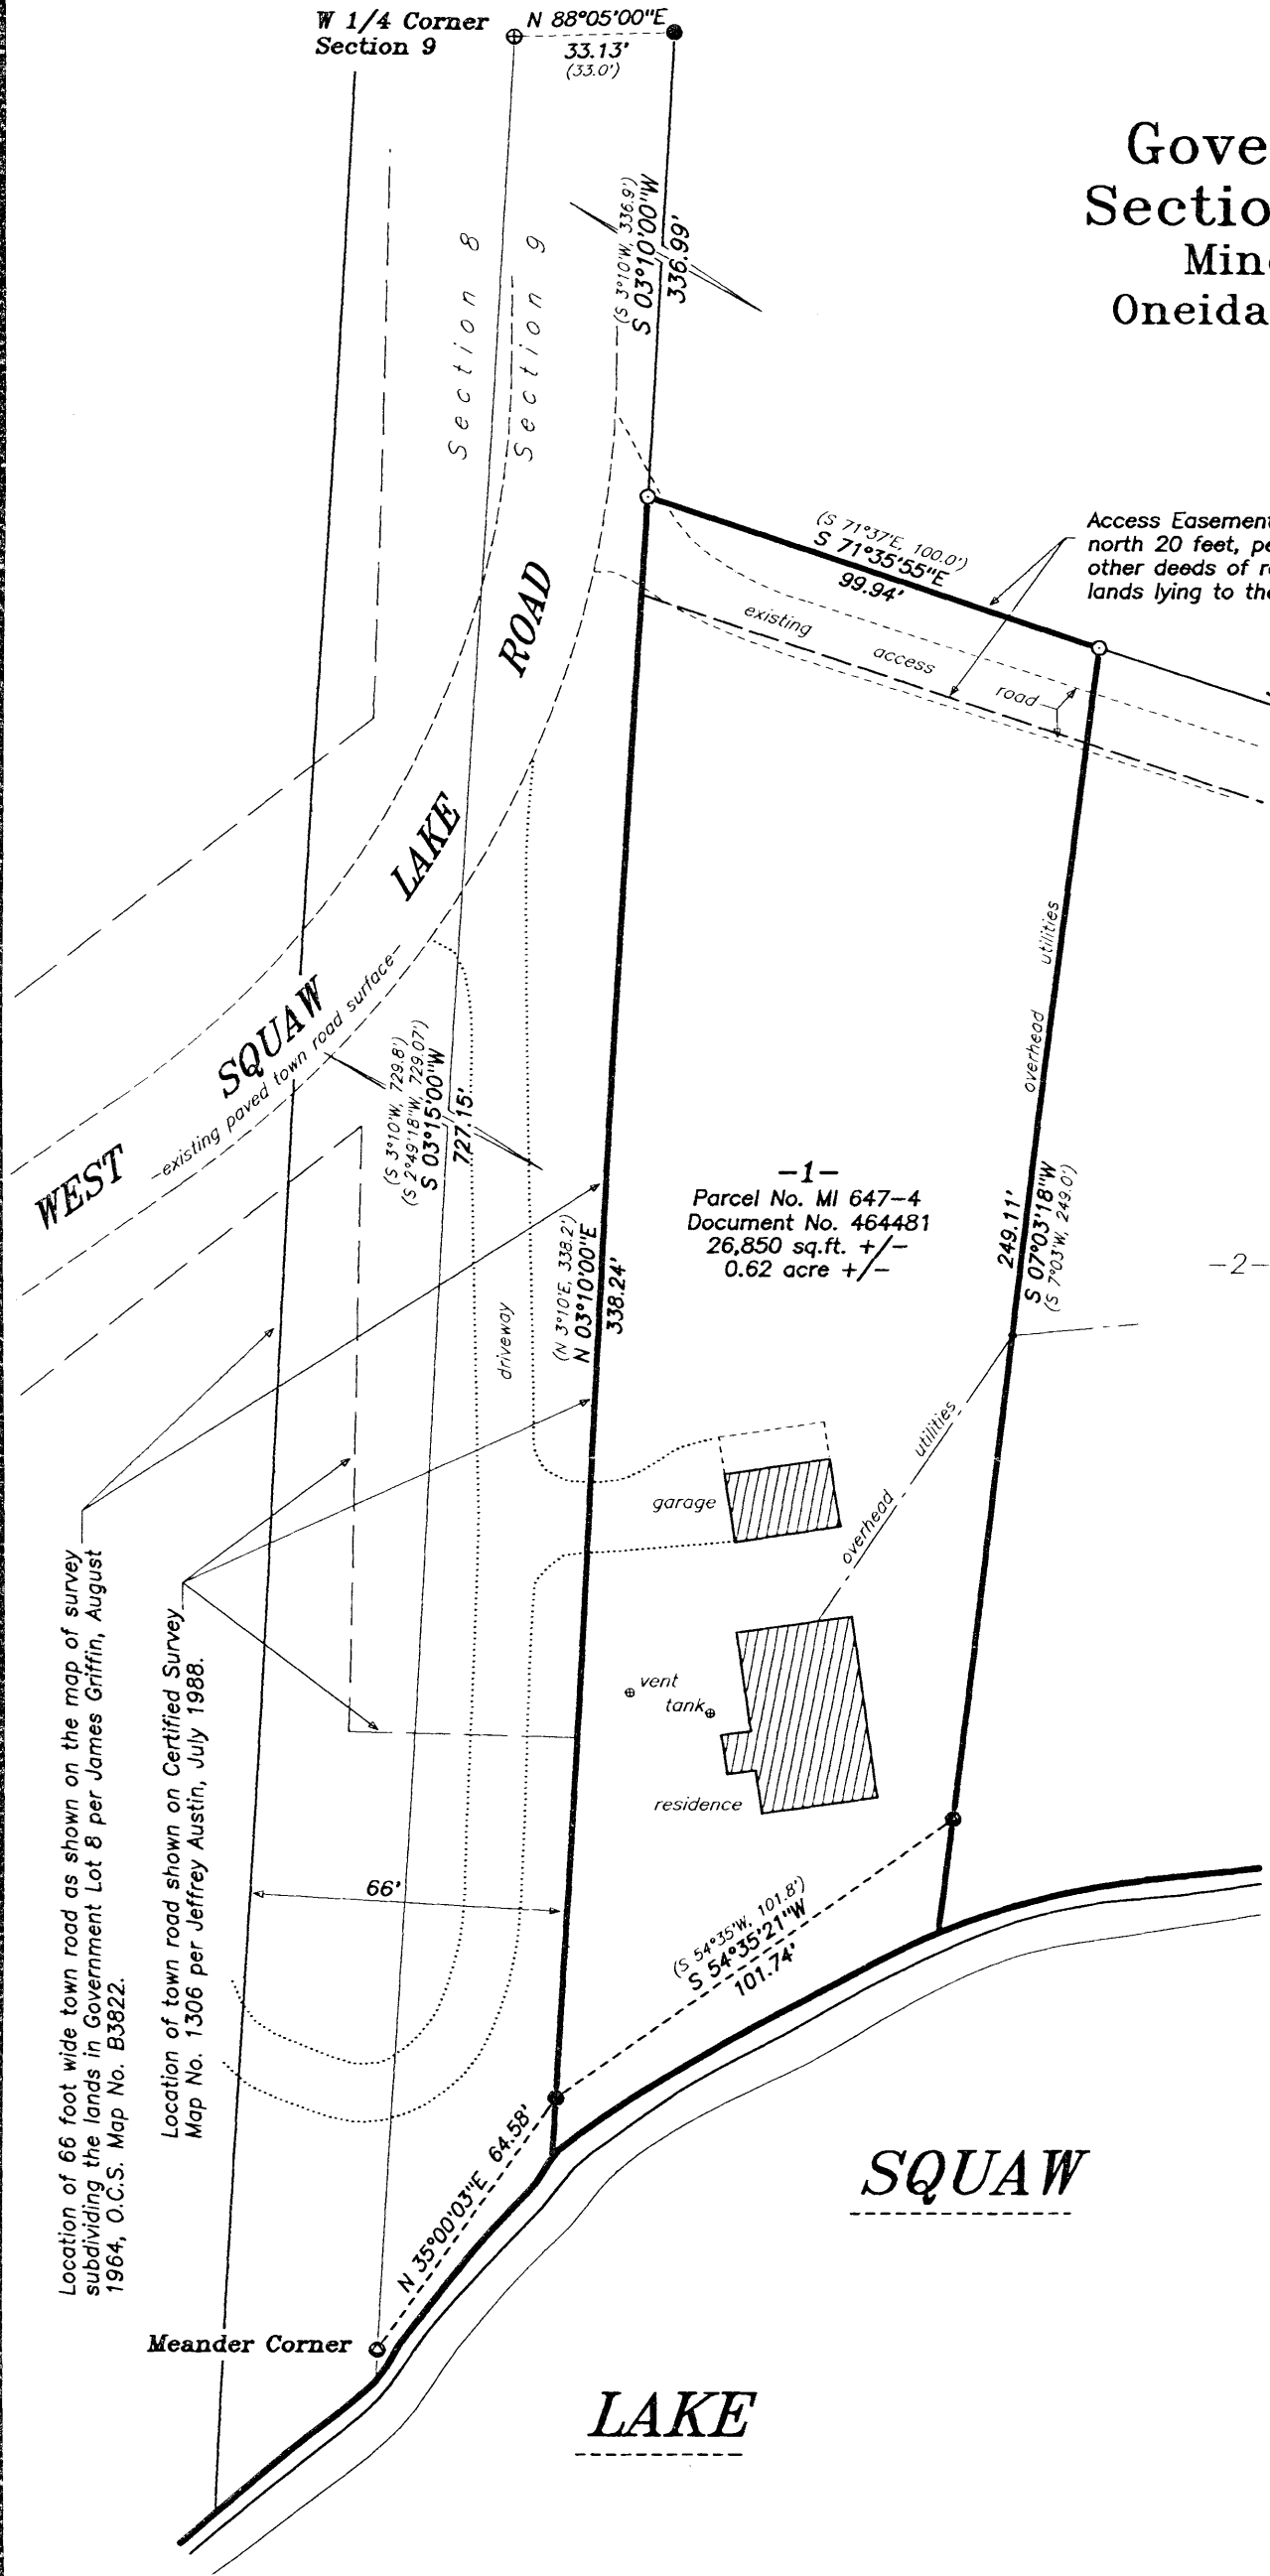 W 1/4 Corner
Section 9
N 88°05'00"E
33.13'
(33.0')
Gove
Sectio
Min
Oneida
(S 3°10'W, 336.9')
S 03°10'00"W
336.99'
Section 8
Section 9
(S 71°37'E, 100.0')
S 71°35'55"E
99.94'
Access Easement
north 20 feet, pe
other deeds of r
lands lying to the
existing
access
road
WEST SQUAW LAKE ROAD
existing paved town road surface
(S 3°10'W, 729.8')
(S 2°49'18"W, 729.07')
S 03°15'00"W
727.15'
overhead utilities
-1-
Parcel No. MI 647-4
Document No. 464481
26,850 sq.ft. +/-
0.62 acre +/-
249.11'
S 07°03'18"W
(S 7°03'W, 249.0')
-2-
(N 3°10'E, 338.2')
N 03°10'00"E
338.24'
driveway
garage
overhead utilities
vent
tank
residence
Location of 66 foot wide town road as shown on the map of survey
subdividing the lands in Government Lot 8 per James Griffin, August
1964, O.C.S. Map No. B3822.
Location of town road shown on Certified Survey
Map No. 1306 per Jeffrey Austin, July 1988.
66'
(S 54°35'W, 101.8')
S 54°35'21"W
101.74'
N 35°00'03"E 64.58'
Meander Corner
SQUAW
LAKE